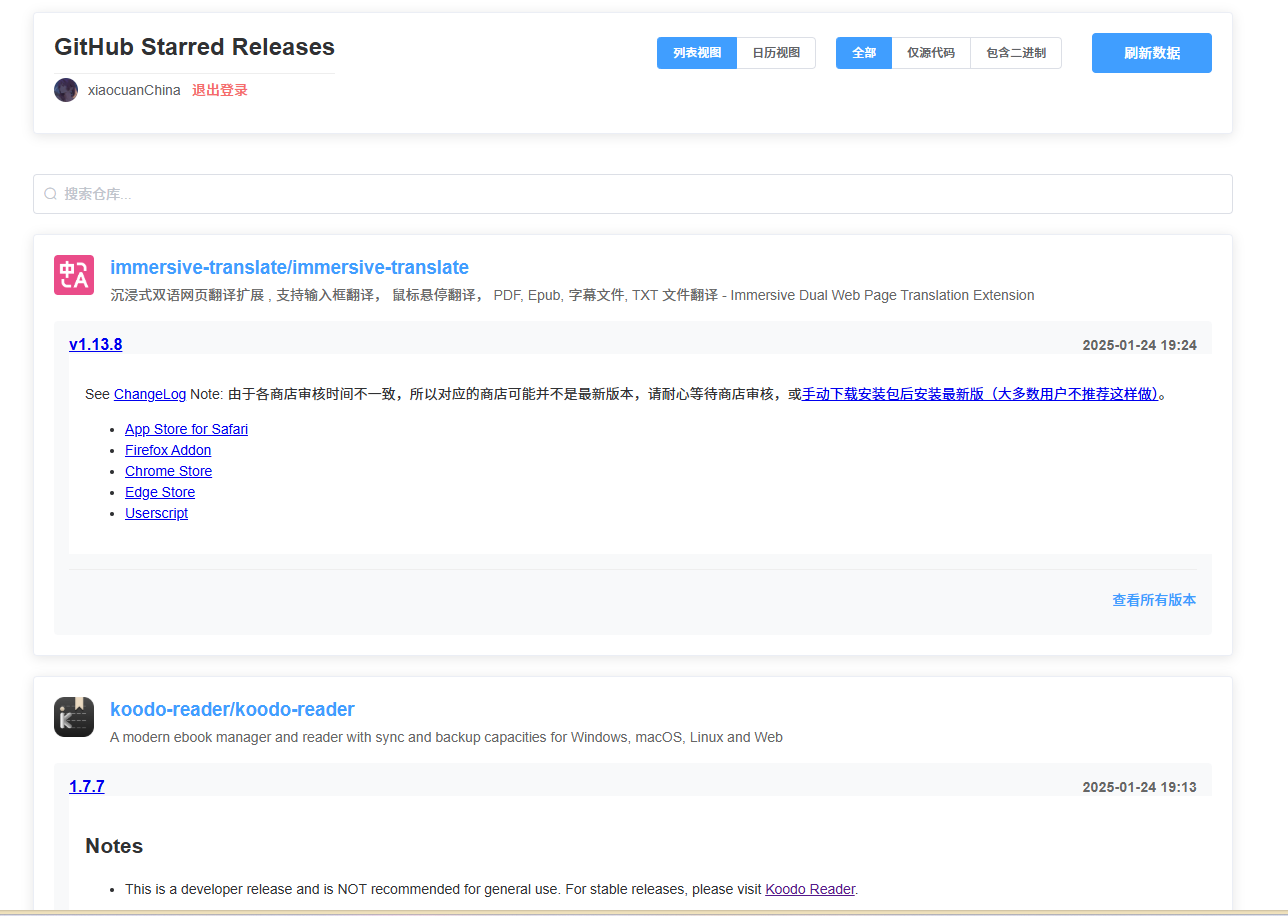 GitHub Starred Releases
列表视图 日历视图 全部 仅源代码 包含二进制 刷新数据
xiaocuanChina 退出登录
搜索仓库...
中A
immersive-translate/immersive-translate
沉浸式双语网页翻译扩展 , 支持输入框翻译， 鼠标悬停翻译， PDF, Epub, 字幕文件, TXT 文件翻译 - Immersive Dual Web Page Translation Extension
v1.13.8 2025-01-24 19:24
See ChangeLog Note: 由于各商店审核时间不一致，所以对应的商店可能并不是最新版本，请耐心等待商店审核，或手动下载安装包后安装最新版（大多数用户不推荐这样做）。
• App Store for Safari
• Firefox Addon
• Chrome Store
• Edge Store
• Userscript
查看所有版本
K
koodo-reader/koodo-reader
A modern ebook manager and reader with sync and backup capacities for Windows, macOS, Linux and Web
1.7.7 2025-01-24 19:13
Notes
• This is a developer release and is NOT recommended for general use. For stable releases, please visit Koodo Reader.